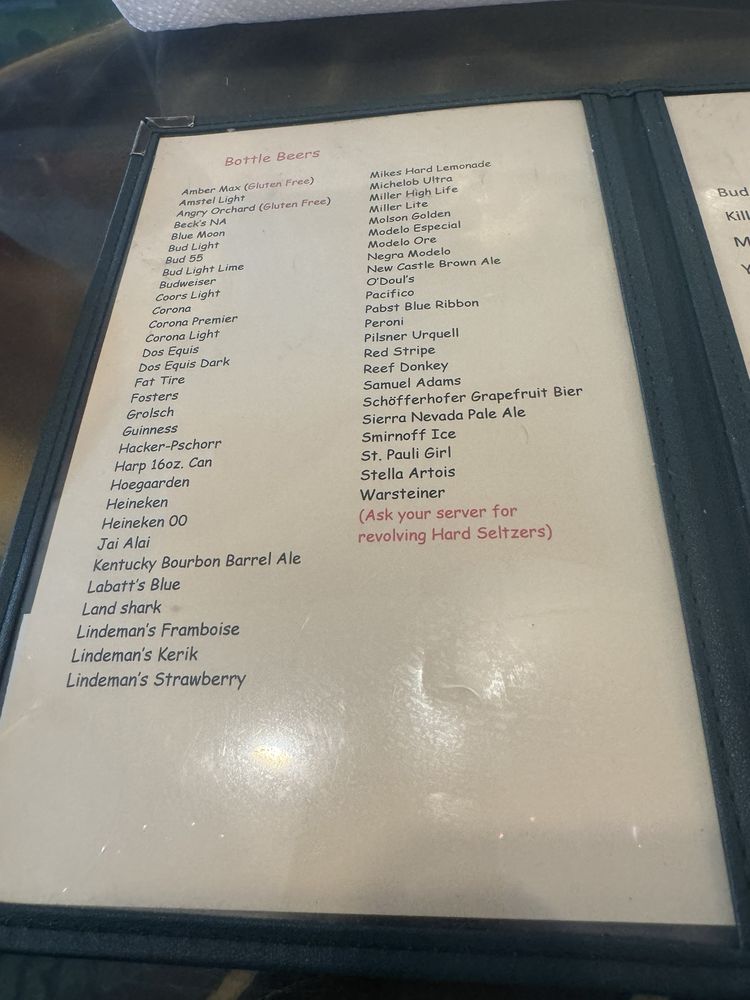 Bottle Beers
Amber Max (Gluten Free)
Amstel Light
Angry Orchard (Gluten Free)
Beck's NA
Blue Moon
Bud Light
Bud 55
Bud Light Lime
Budweiser
Coors Light
Corona
Corona Premier
Corona Light
Dos Equis
Dos Equis Dark
Fat Tire
Fosters
Grolsch
Guinness
Hacker-Pschorr
Harp 16oz. Can
Hoegaarden
Heineken
Heineken 00
Jai Alai
Kentucky Bourbon Barrel Ale
Labatt's Blue
Land shark
Lindeman's Framboise
Lindeman's Kerik
Lindeman's Strawberry
Mikes Hard Lemonade
Michelob Ultra
Miller High Life
Miller Lite
Molson Golden
Modelo Especial
Modelo Ore
Negra Modelo
New Castle Brown Ale
O'Doul's
Pacifico
Pabst Blue Ribbon
Peroni
Pilsner Urquell
Red Stripe
Reef Donkey
Samuel Adams
Schöfferhofer Grapefruit Bier
Sierra Nevada Pale Ale
Smirnoff Ice
St. Pauli Girl
Stella Artois
Warsteiner
(Ask your server for
revolving Hard Seltzers)
Bud
Kill
M
Y